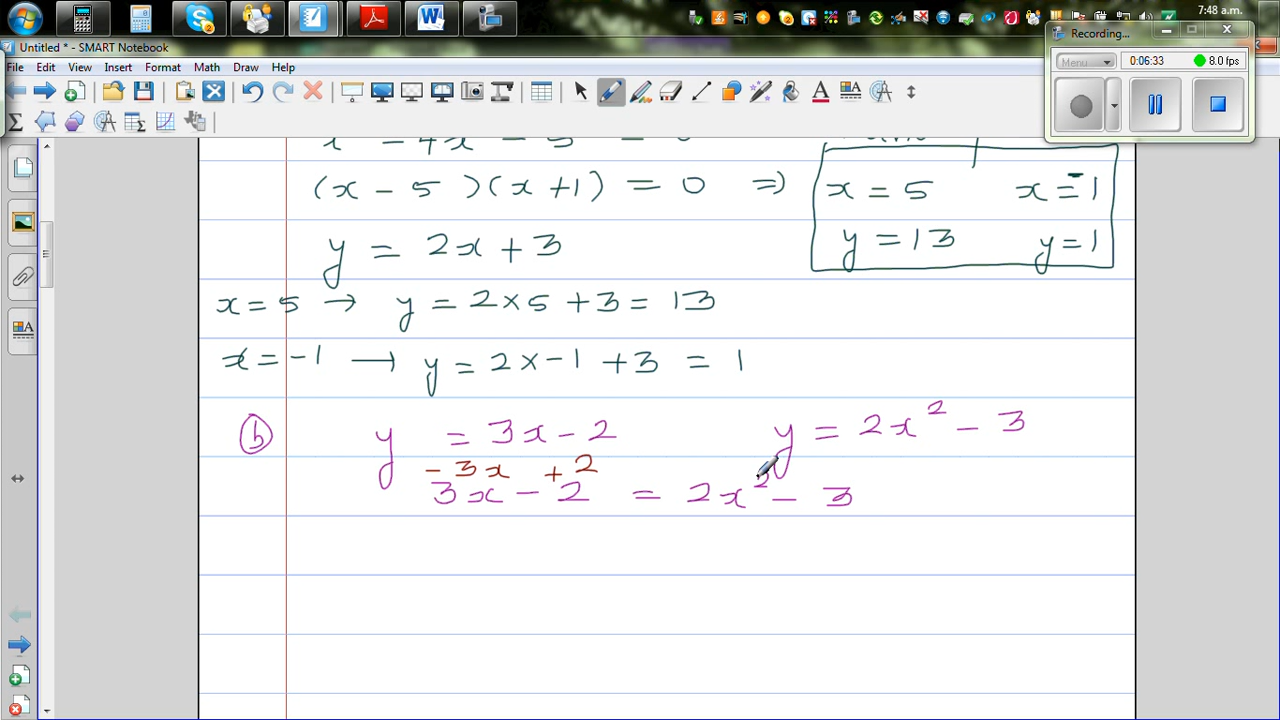 7:48 a.m.
Untitled * - SMART Notebook
Recording...
File Edit View Insert Format Math Draw Help
Menu 0:06:33 8.0 fps
(x - 5)(x + 1) = 0 ⇒ x = 5 x = -1
y = 2x + 3 y = 13 y = 1
x = 5 → y = 2 × 5 + 3 = 13
x = -1 → y = 2 × -1 + 3 = 1
(b) y = 3x - 2 y = 2x² - 3
- 3x + 2
3x - 2 = 2x² - 3